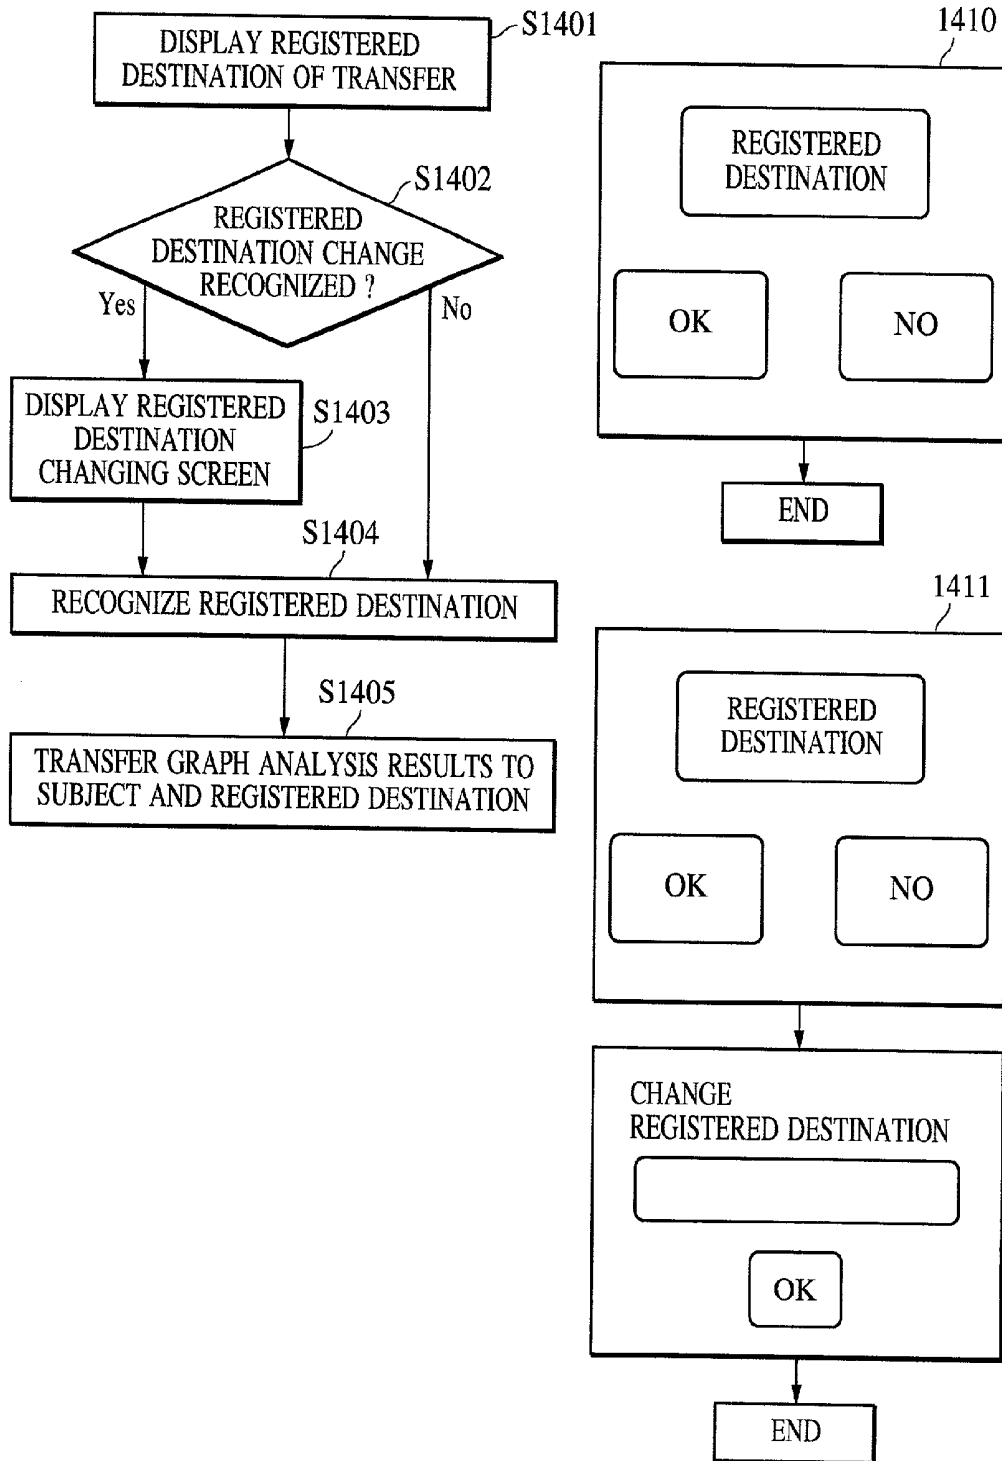 S1401
DISPLAY REGISTERED
DESTINATION OF TRANSFER
S1402
REGISTERED
DESTINATION CHANGE
RECOGNIZED ?
Yes
No
DISPLAY REGISTERED
DESTINATION
CHANGING SCREEN
S1403
S1404
RECOGNIZE REGISTERED DESTINATION
S1405
TRANSFER GRAPH ANALYSIS RESULTS TO
SUBJECT AND REGISTERED DESTINATION
1410
REGISTERED
DESTINATION
OK
NO
END
1411
REGISTERED
DESTINATION
OK
NO
CHANGE
REGISTERED DESTINATION
OK
END